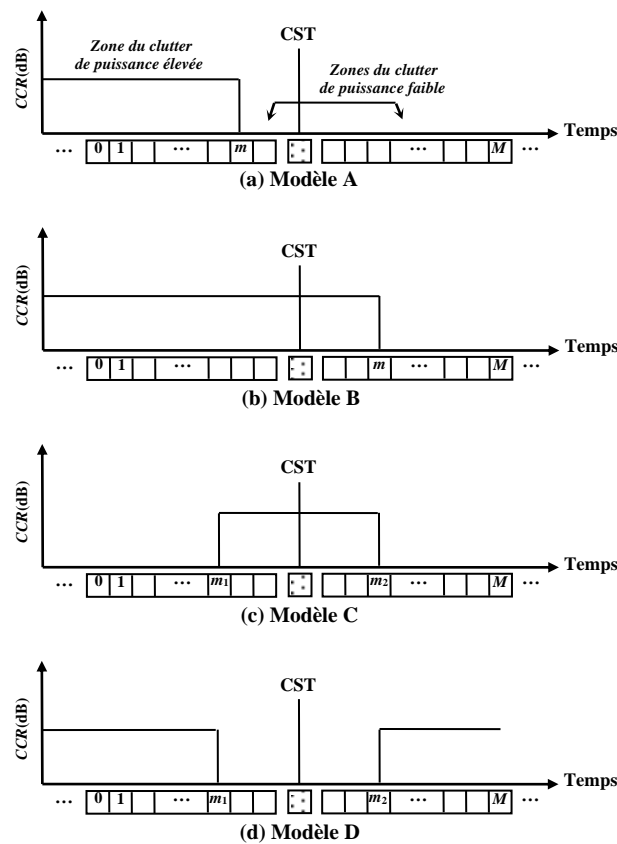 CST
Zone du clutter
de puissance élevée
Zones du clutter
de puissance faible
CCR(dB)
Temps
... 0 1 ... m ... M ...
(a) Modèle A
CST
CCR(dB)
Temps
... 0 1 ... m ... M ...
(b) Modèle B
CST
CCR(dB)
Temps
... 0 1 ... m1 m2 ... M ...
(c) Modèle C
CST
CCR(dB)
Temps
... 0 1 ... m1 m2 ... M ...
(d) Modèle D